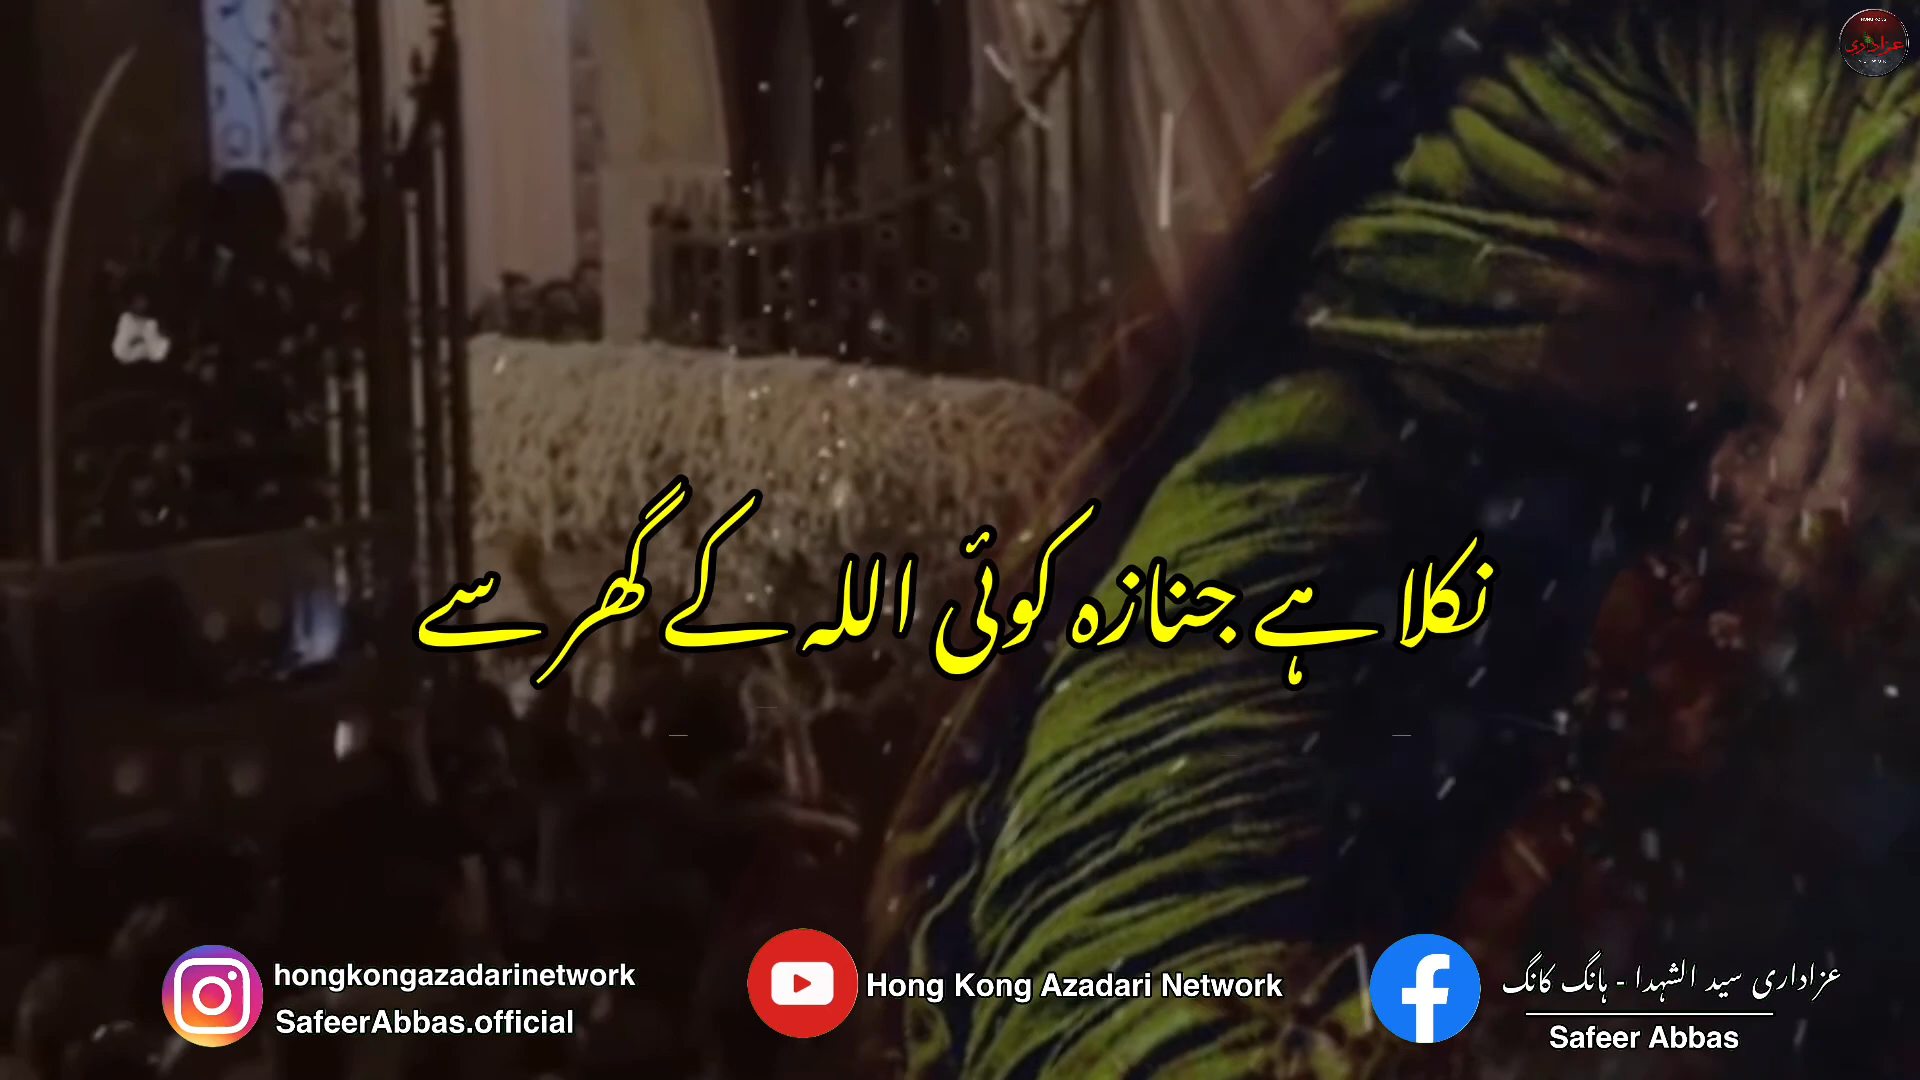 عزاداری
نکلا ہے جنازہ کوئی اللہ کے گھر سے
hongkongazadarinetwork
SafeerAbbas.official
Hong Kong Azadari Network
عزاداری سید الشہدا - ہانگ کانگ
Safeer Abbas